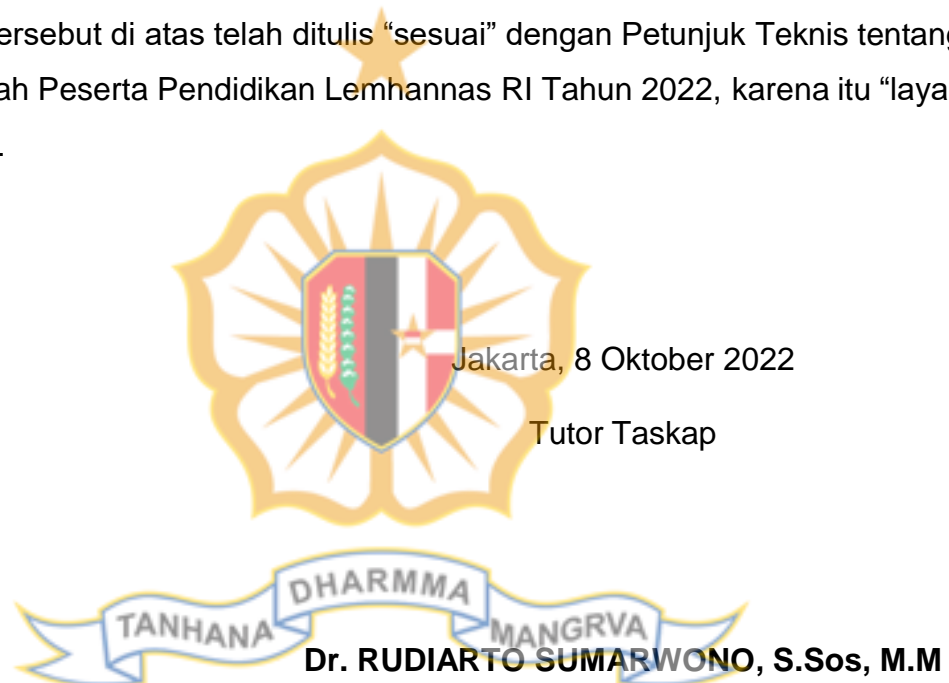 ersebut di atas telah ditulis “sesuai” dengan Petunjuk Teknis tentang
ah Peserta Pendidikan Lemhannas RI Tahun 2022, karena itu “laya
.
Jakarta, 8 Oktober 2022
Tutor Taskap
TANHANA DHARMMA MANGRVA
Dr. RUDIARTO SUMARWONO, S.Sos, M.M